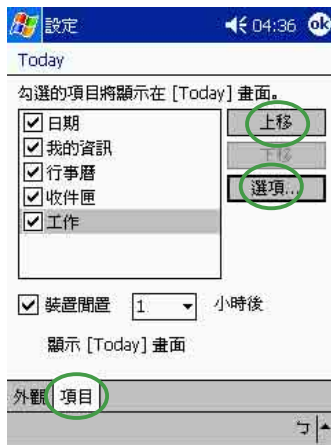 設定 04:36 ok
Today
勾選的項目將顯示在 [Today] 畫面。
日期
我的資訊
行事曆
收件匣
工作
上移
下移
選項...
裝置閒置 1 小時後
顯示 [Today] 畫面
外觀 項目
ㄅ